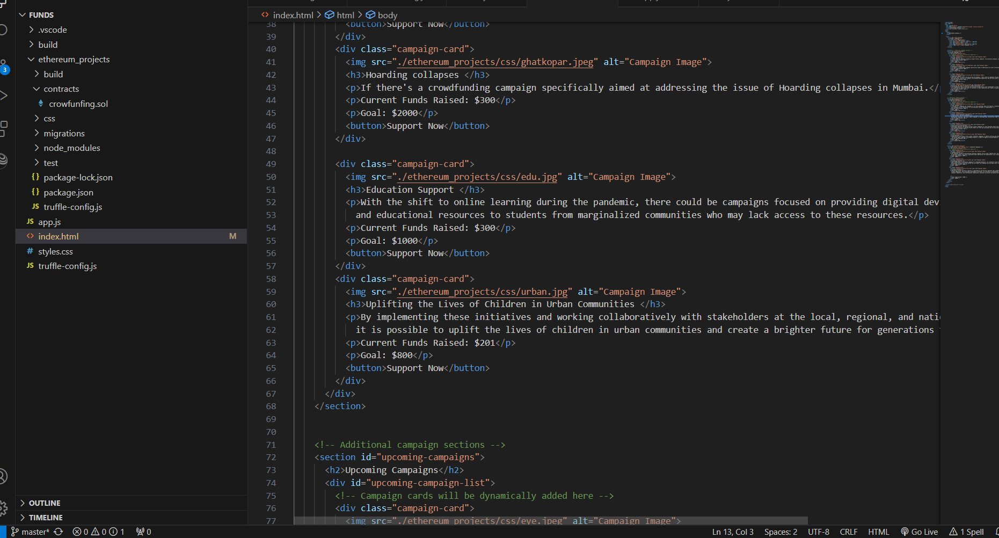 FUNDS
.vscode
build
ethereum_projects
build
contracts
crowfunfing.sol
css
migrations
node_modules
test
{} package-lock.json
{} package.json
JS truffle-config.js
JS app.js
<> index.html M
# styles.css
JS truffle-config.js
OUTLINE
TIMELINE
3
<> index.html > html > body
38 <button>Support Now</button>
39 </div>
40 <div class="campaign-card">
41 <img src="./ethereum_projects/css/ghatkopar.jpeg" alt="Campaign Image">
42 <h3>Hoarding collapses </h3>
43 <p>If there's a crowdfunding campaign specifically aimed at addressing the issue of Hoarding collapses in Mumbai.</p
44 <p>Current Funds Raised: $300</p>
45 <p>Goal: $2000</p>
46 <button>Support Now</button>
47 </div>
48
49 <div class="campaign-card">
50 <img src="./ethereum_projects/css/edu.jpg" alt="Campaign Image">
51 <h3>Education Support </h3>
52 <p>With the shift to online learning during the pandemic, there could be campaigns focused on providing digital dev
53 and educational resources to students from marginalized communities who may lack access to these resources.</p>
54 <p>Current Funds Raised: $300</p>
55 <p>Goal: $1000</p>
56 <button>Support Now</button>
57 </div>
58 <div class="campaign-card">
59 <img src="./ethereum_projects/css/urban.jpg" alt="Campaign Image">
60 <h3>Uplifting the Lives of Children in Urban Communities </h3>
61 <p>By implementing these initiatives and working collaboratively with stakeholders at the local, regional, and nati
62 it is possible to uplift the lives of children in urban communities and create a brighter future for generations
63 <p>Current Funds Raised: $201</p>
64 <p>Goal: $800</p>
65 <button>Support Now</button>
66 </div>
67 </div>
68 </section>
69
70
71 <!-- Additional campaign sections -->
72 <section id="upcoming-campaigns">
73 <h2>Upcoming Campaigns</h2>
74 <div id="upcoming-campaign-list">
75 <!-- Campaign cards will be dynamically added here -->
76 <div class="campaign-card">
77 <img src="./ethereum_projects/css/eye.jpeg" alt="Campaign Image">
master* 0 0 1 0 Ln 13, Col 3 Spaces: 2 UTF-8 CRLF HTML Go Live 1 Spell